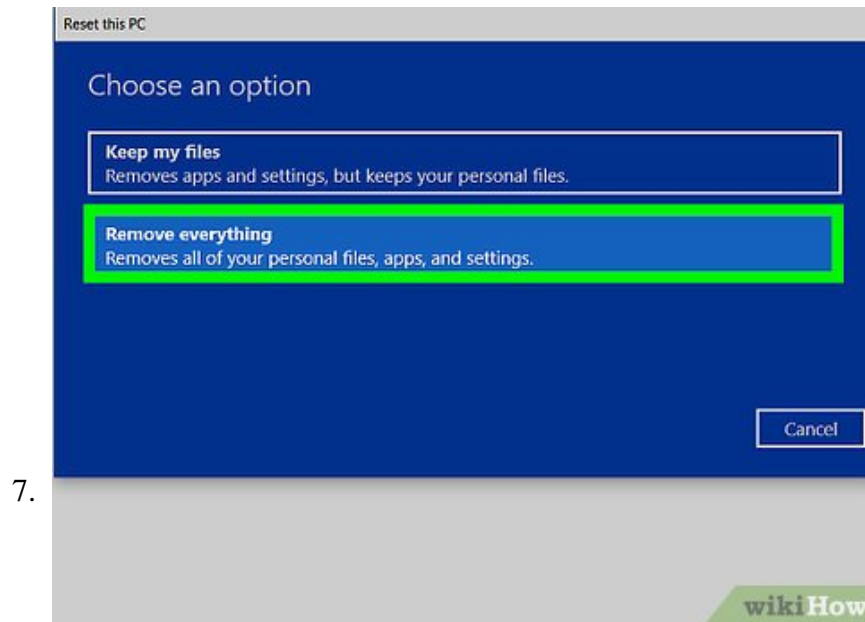 Reset this PC
Choose an option
Keep my files
Removes apps and settings, but keeps your personal files.
Remove everything
Removes all of your personal files, apps, and settings.
Cancel
7.
wikiHow